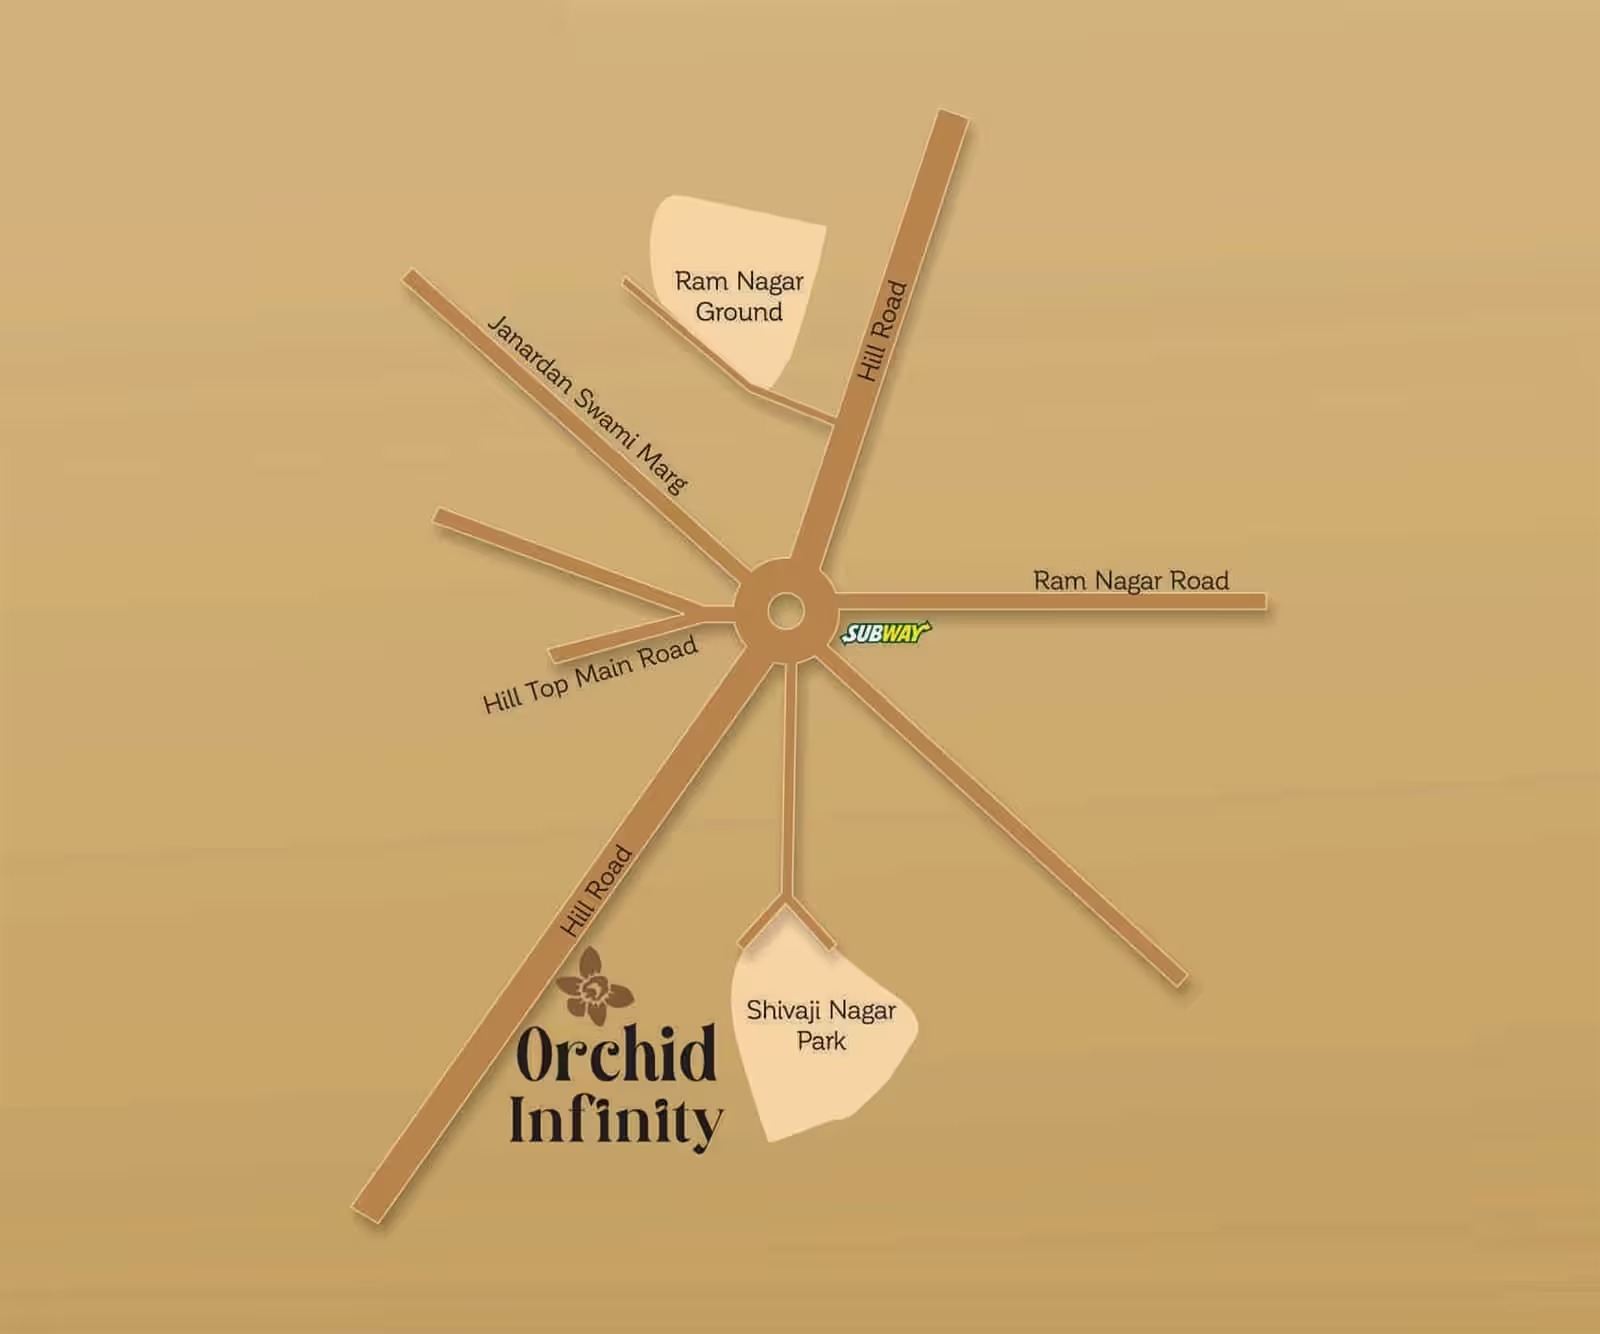 Ram Nagar
Ground
Hill Road
Janardan Swami Marg
Ram Nagar Road
SUBWAY
Hill Top Main Road
Hill Road
Orchid
Infinity
Shivaji Nagar
Park